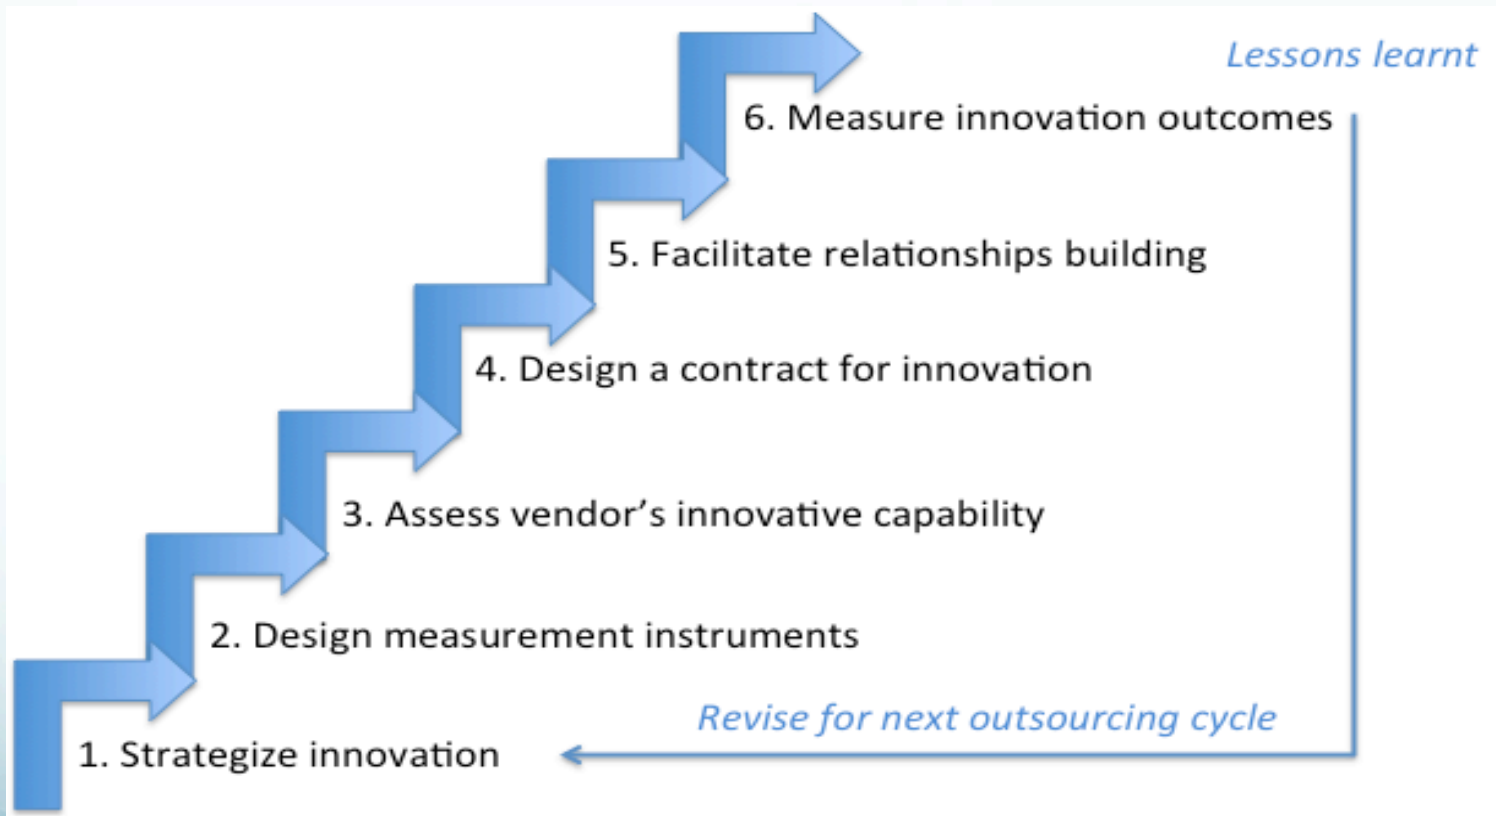 Lessons learnt
6. Measure innovation outcomes
5. Facilitate relationships building
4. Design a contract for innovation
3. Assess vendor’s innovative capability
2. Design measurement instruments
Revise for next outsourcing cycle
1. Strategize innovation